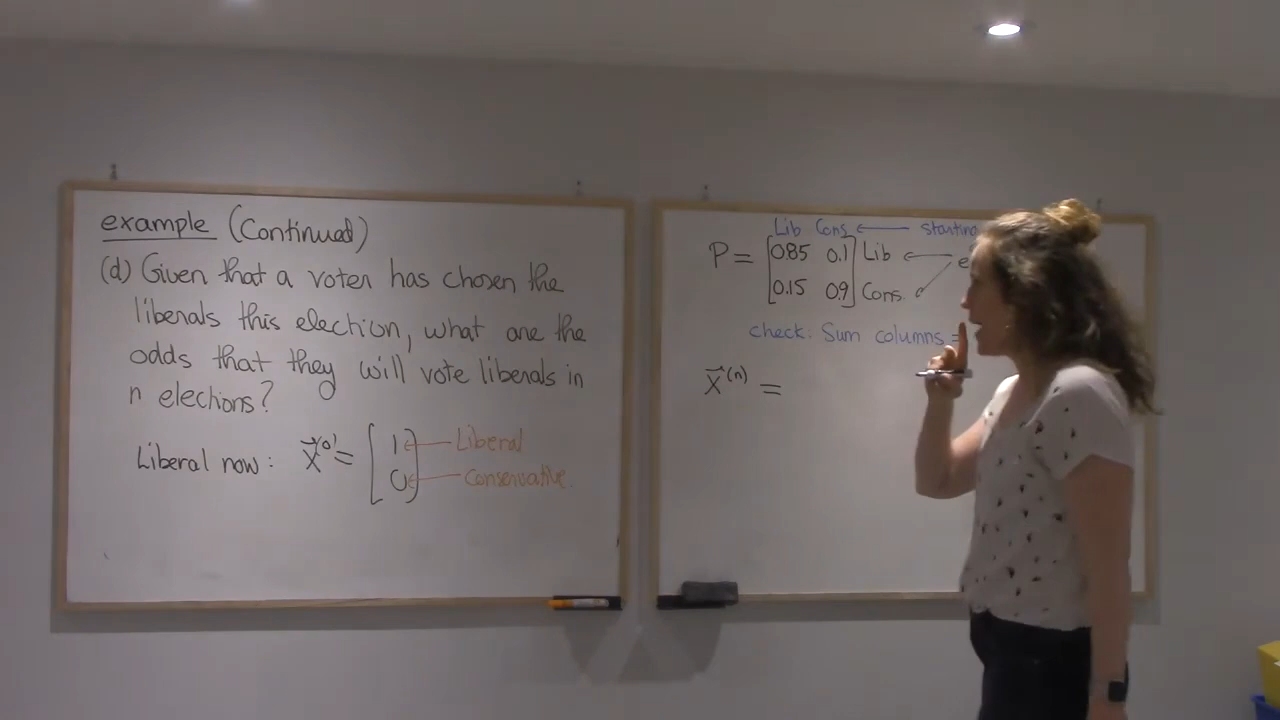 example (Continued)
(d) Given that a voter has chosen the
liberals this election, what are the
odds that they will vote liberals in
n elections?
Liberal now: X⃗⁽⁰⁾ = [1 0]
Liberal
Conservative.
Lib Cons ← starting
P = [0.85 0.1] Lib ←
[0.15 0.9] Cons.
check: Sum columns =
X⃗⁽ⁿ⁾ =